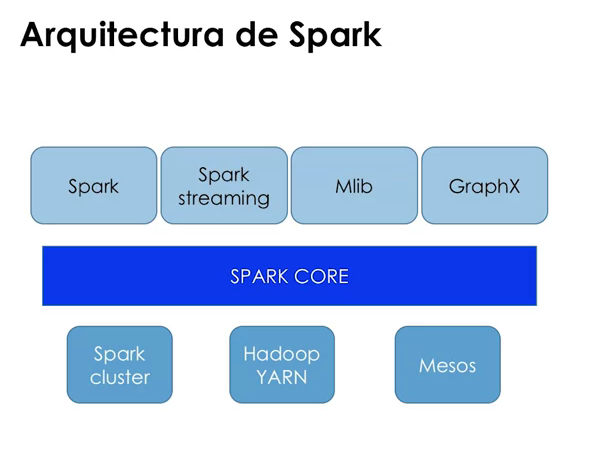 Arquitectura de Spark
Spark
Spark
streaming
Mlib
GraphX
SPARK CORE
Spark
cluster
Hadoop
YARN
Mesos